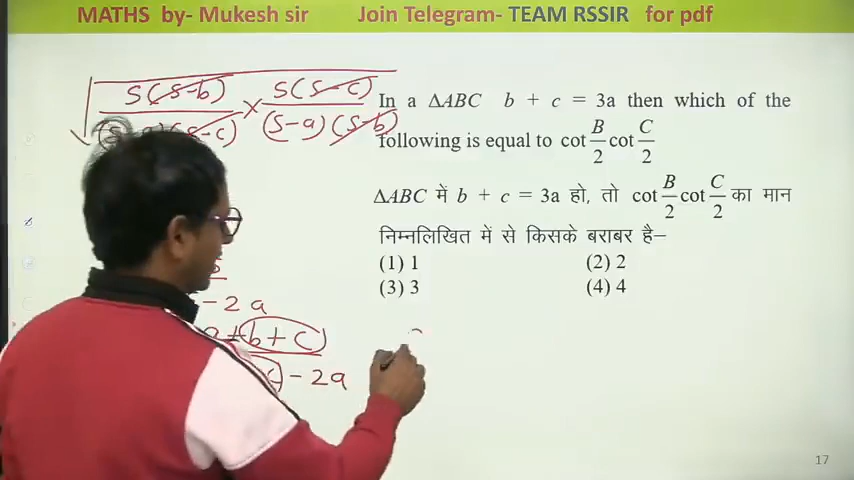 MATHS by- Mukesh sir Join Telegram- TEAM RSSIR for pdf
√ s(s-b) × s(s-c)
(s-c) (s-a)(s-b)
In a ΔABC b + c = 3a then which of the
following is equal to cot B/2 cot C/2
ΔABC में b + c = 3a हो, तो cot B/2 cot C/2 का मान
निम्नलिखित में से किसके बराबर है–
(1) 1 (2) 2
(3) 3 (4) 4
- 2a
+ (b + c)
- 2a
17